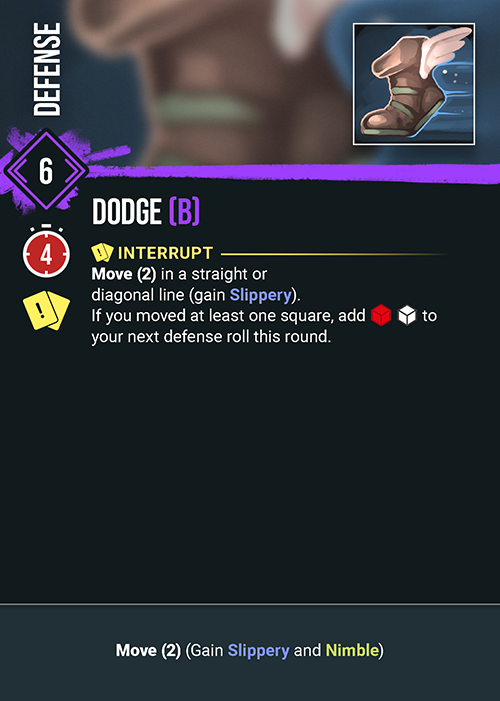 DEFENSE
6
DODGE (B)
4
! INTERRUPT
!
Move (2) in a straight or
diagonal line (gain Slippery).
If you moved at least one square, add to
your next defense roll this round.
Move (2) (Gain Slippery and Nimble)